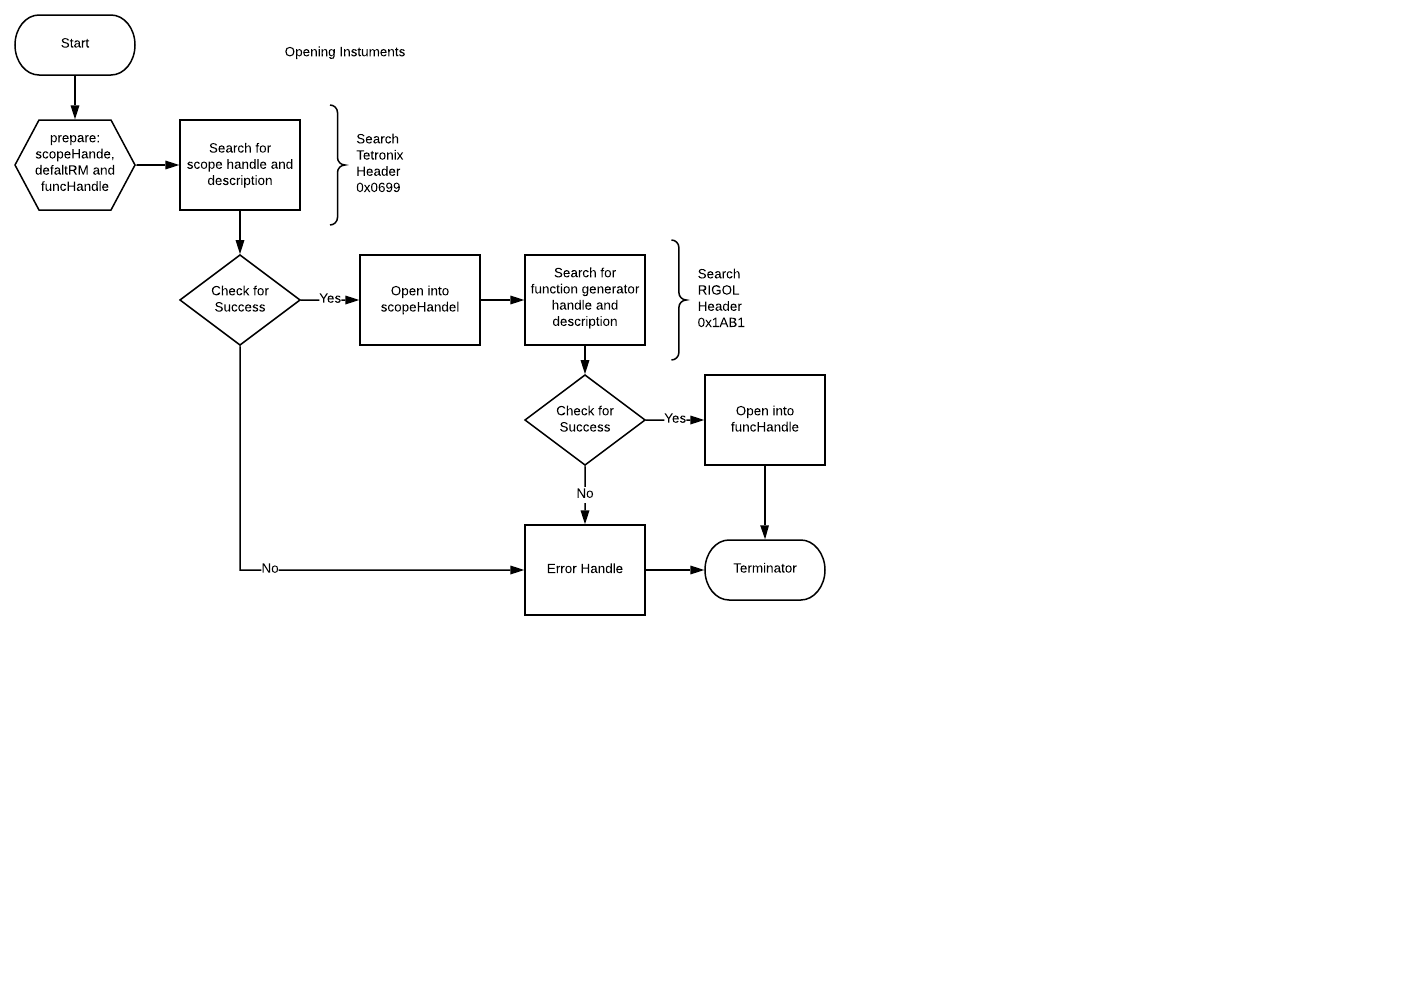 Start
Opening Instuments
prepare:
scopeHande,
defaltRM and
funcHandle
Search for
scope handle and
description
Search
Tetronix
Header
0x0699
Check for
Success
Yes
Open into
scopeHandel
Search for
function generator
handle and
description
Search
RIGOL
Header
0x1AB1
Check for
Success
Yes
Open into
funcHandle
No
No
Error Handle
Terminator